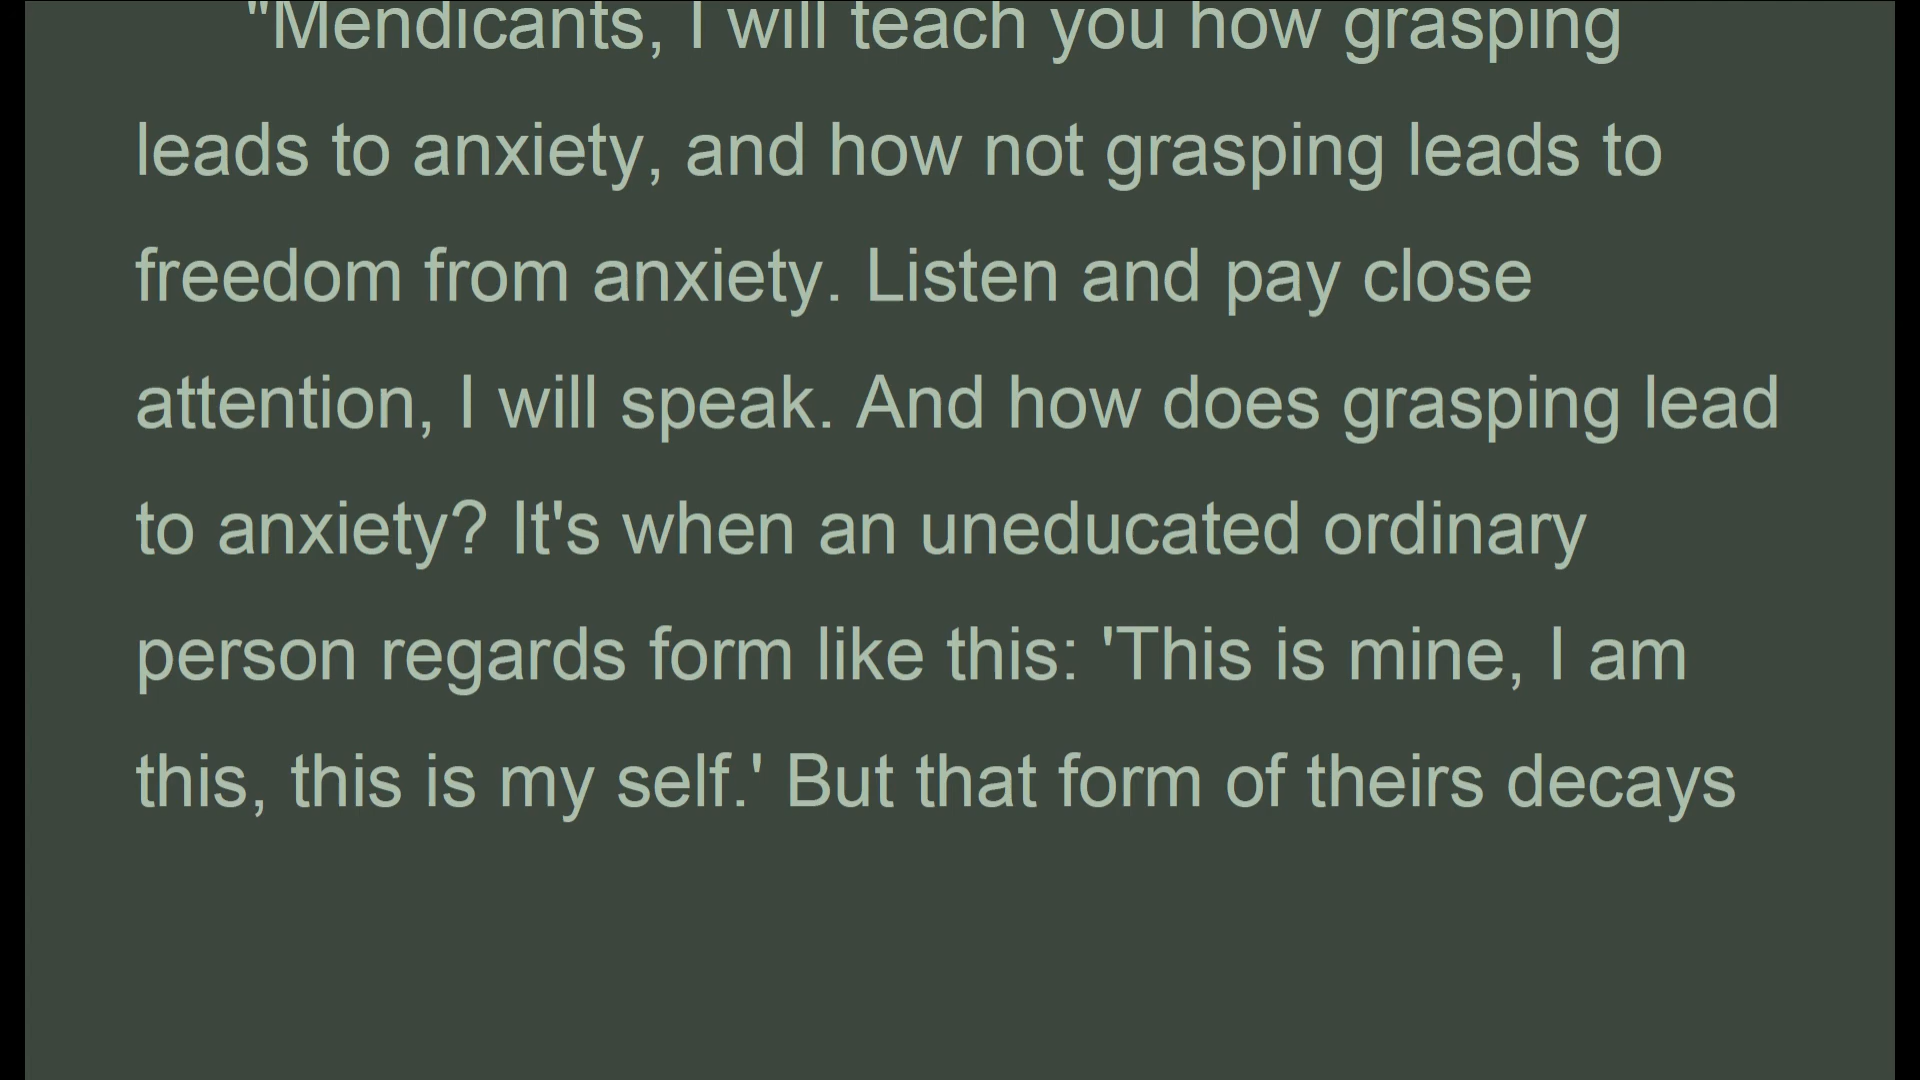 "Mendicants, I will teach you how grasping
leads to anxiety, and how not grasping leads to
freedom from anxiety. Listen and pay close
attention, I will speak. And how does grasping lead
to anxiety? It's when an uneducated ordinary
person regards form like this: 'This is mine, I am
this, this is my self.' But that form of theirs decays